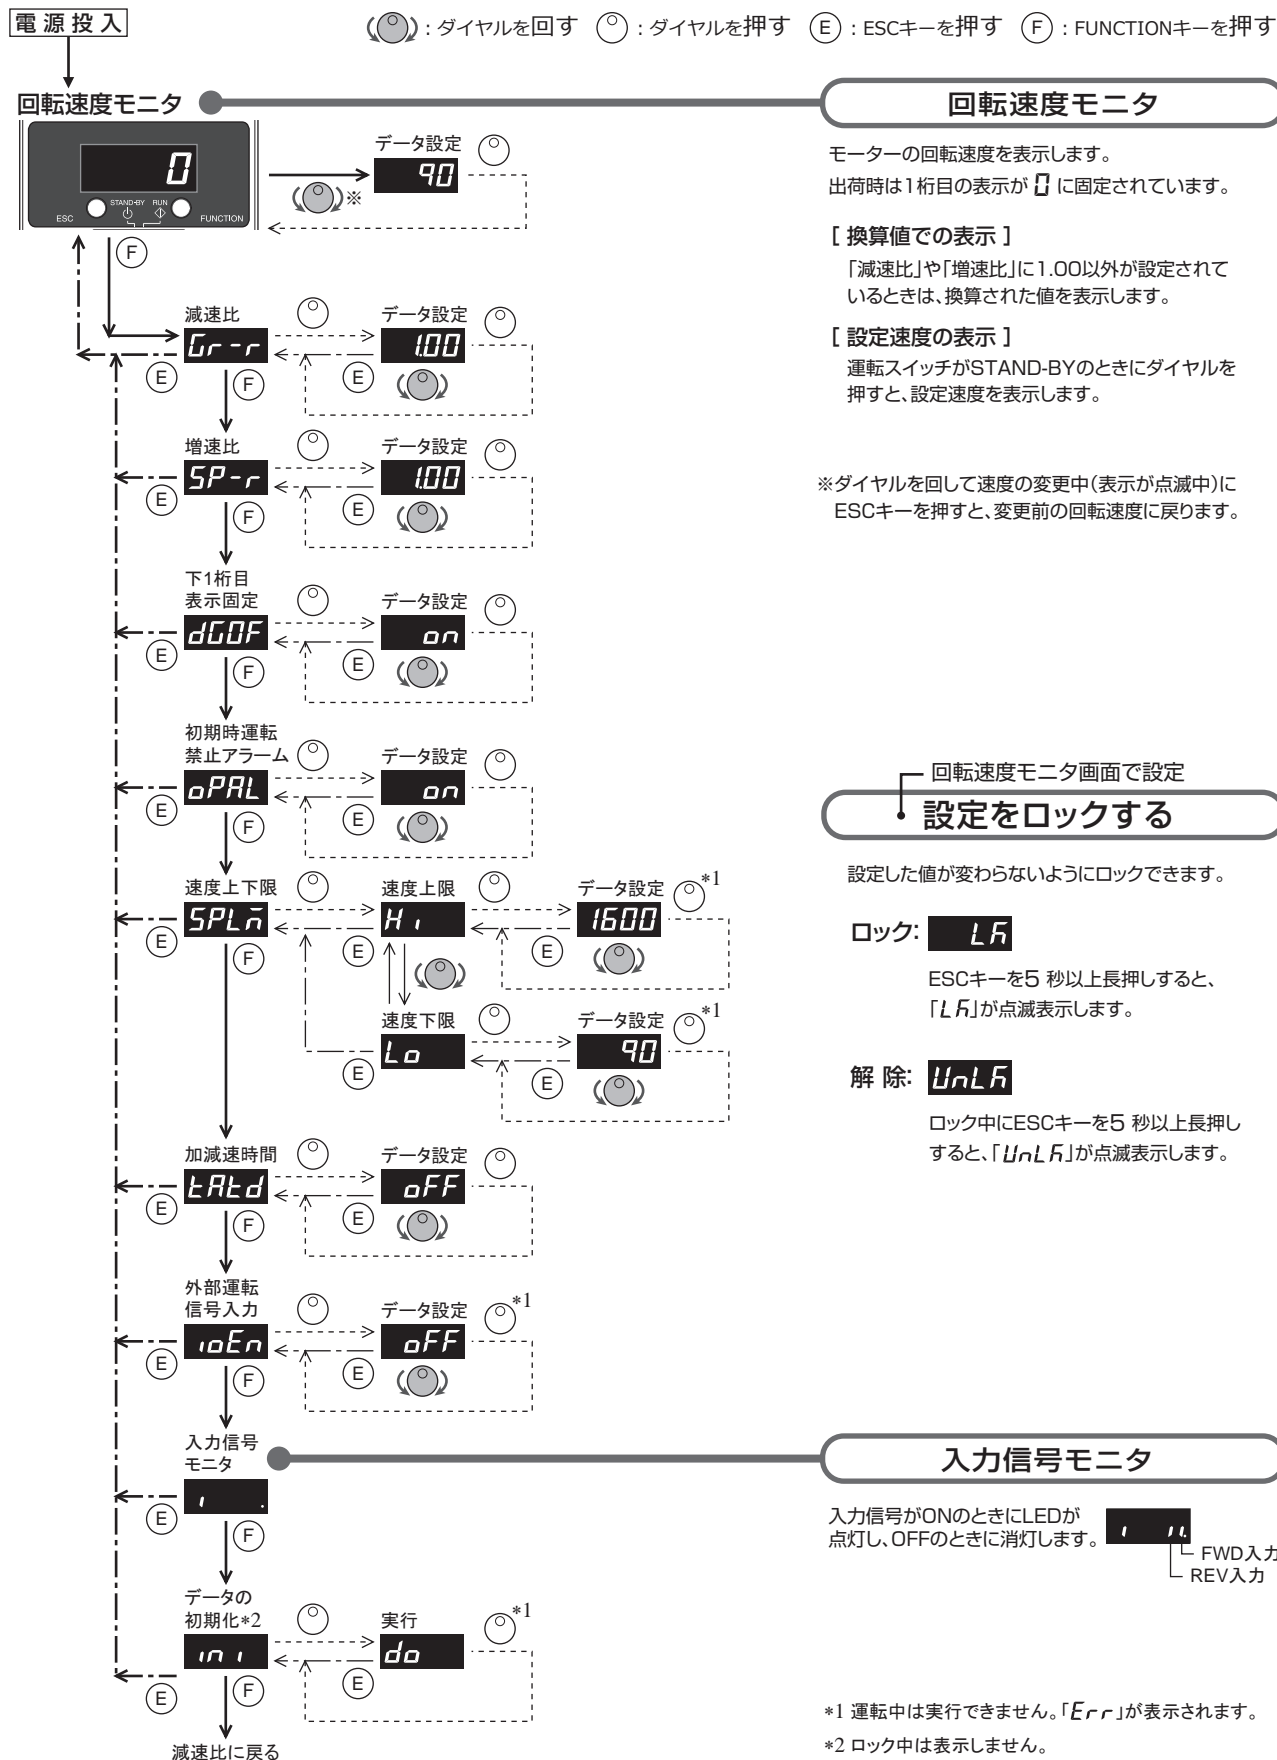 電源投入
：ダイヤルを回す ：ダイヤルを押す E：ESCキーを押す F：FUNCTIONキーを押す
回転速度モニタ
0
ESC STAND-BY RUN FUNCTION
データ設定
90
※
F
減速比
Gr-r
データ設定
1.00
E
F
E
増速比
SP-r
データ設定
1.00
E
F
E
下1桁目
表示固定
dGOF
データ設定
on
E
F
E
初期時運転
禁止アラーム
oPAL
データ設定
on
E
F
E
速度上下限
SPLm
速度上限
Hi
データ設定
1600
*1
E
F
E
E
速度下限
Lo
データ設定
90
*1
E
E
加減速時間
tAtd
データ設定
oFF
E
F
E
外部運転
信号入力
ioEn
データ設定
oFF
*1
E
F
E
入力信号
モニタ
i .
E
F
データの
初期化*2
ini
実行
do
*1
E
F
E
減速比に戻る
回転速度モニタ
モーターの回転速度を表示します。
出荷時は1桁目の表示が 0 に固定されています。
[ 換算値での表示 ]
「減速比」や「増速比」に1.00以外が設定されて
いるときは、換算された値を表示します。
[ 設定速度の表示 ]
運転スイッチがSTAND-BYのときにダイヤルを
押すと、設定速度を表示します。
※ダイヤルを回して速度の変更中（表示が点滅中）に
ESCキーを押すと、変更前の回転速度に戻ります。
回転速度モニタ画面で設定
設定をロックする
設定した値が変わらないようにロックできます。
ロック: LK
ESCキーを5 秒以上長押しすると、
「LK」が点滅表示します。
解 除: UnLK
ロック中にESCキーを5 秒以上長押し
すると、「UnLK」が点滅表示します。
入力信号モニタ
入力信号がONのときにLEDが
点灯し、OFFのときに消灯します。
i ıı.
FWD入力
REV入力
*1 運転中は実行できません。「Err」が表示されます。
*2 ロック中は表示しません。